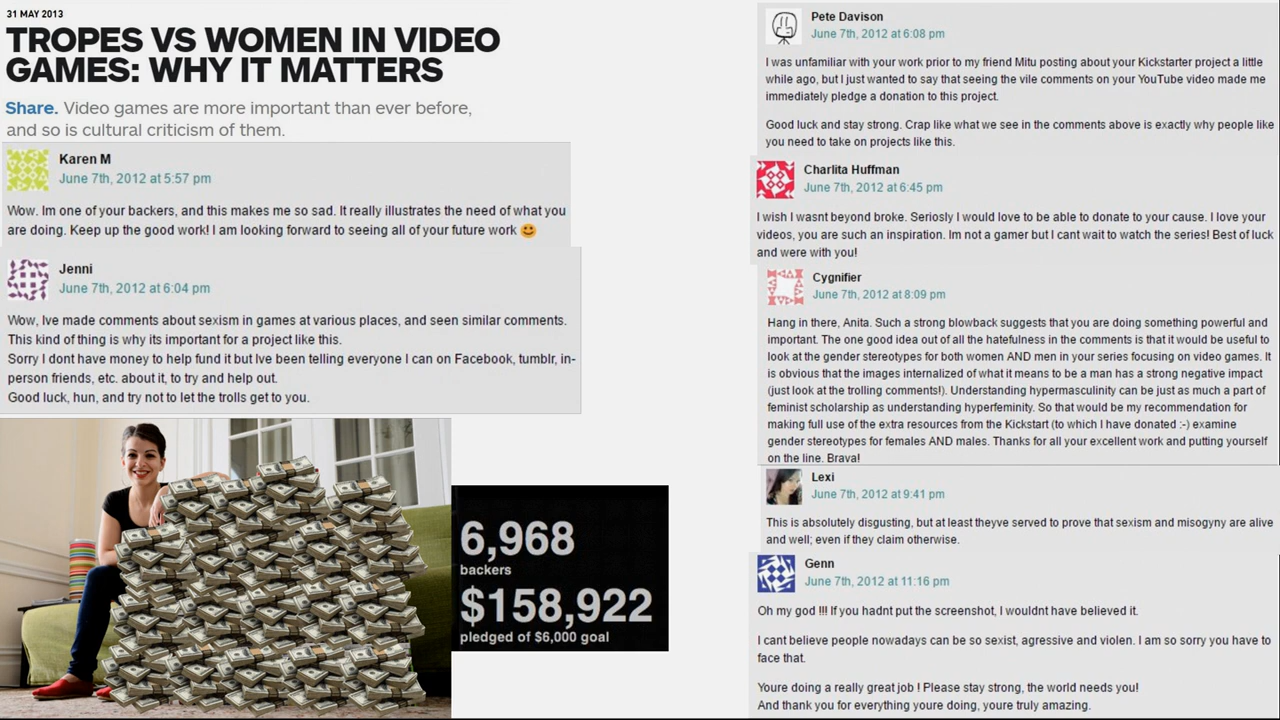 31 MAY 2013
TROPES VS WOMEN IN VIDEO
GAMES: WHY IT MATTERS
Share. Video games are more important than ever before,
and so is cultural criticism of them.
Karen M
June 7th, 2012 at 5:57 pm
Wow. Im one of your backers, and this makes me so sad. It really illustrates the need of what you
are doing. Keep up the good work! I am looking forward to seeing all of your future work
Jenni
June 7th, 2012 at 6:04 pm
Wow, Ive made comments about sexism in games at various places, and seen similar comments.
This kind of thing is why its important for a project like this.
Sorry I dont have money to help fund it but Ive been telling everyone I can on Facebook, tumblr, in-
person friends, etc. about it, to try and help out.
Good luck, hun, and try not to let the trolls get to you.
6,968
backers
$158,922
pledged of $6,000 goal
Pete Davison
June 7th, 2012 at 6:08 pm
I was unfamiliar with your work prior to my friend Mitu posting about your Kickstarter project a little
while ago, but I just wanted to say that seeing the vile comments on your YouTube video made me
immediately pledge a donation to this project.
Good luck and stay strong. Crap like what we see in the comments above is exactly why people like
you need to take on projects like this.
Charlita Huffman
June 7th, 2012 at 6:45 pm
I wish I wasnt beyond broke. Seriosly I would love to be able to donate to your cause. I love your
videos, you are such an inspiration. Im not a gamer but I cant wait to watch the series! Best of luck
and were with you!
Cygnifier
June 7th, 2012 at 8:09 pm
Hang in there, Anita. Such a strong blowback suggests that you are doing something powerful and
important. The one good idea out of all the hatefulness in the comments is that it would be useful to
look at the gender stereotypes for both women AND men in your series focusing on video games. It
is obvious that the images internalized of what it means to be a man has a strong negative impact
(just look at the trolling comments!). Understanding hypermasculinity can be just as much a part of
feminist scholarship as understanding hyperfeminity. So that would be my recommendation for
making full use of the extra resources from the Kickstart (to which I have donated :-) examine
gender stereotypes for females AND males. Thanks for all your excellent work and putting yourself
on the line. Brava!
Lexi
June 7th, 2012 at 9:41 pm
This is absolutely disgusting, but at least theyve served to prove that sexism and misogyny are alive
and well; even if they claim otherwise.
Genn
June 7th, 2012 at 11:16 pm
Oh my god !!! If you hadnt put the screenshot, I wouldnt have believed it.
I cant believe people nowadays can be so sexist, agressive and violen. I am so sorry you have to
face that.
Youre doing a really great job ! Please stay strong, the world needs you!
And thank you for everything youre doing, youre truly amazing.